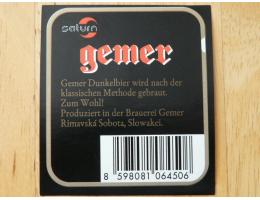 saturn
gemer
Gemer Dunkelbier wird nach der
klassischen Methode gebraut.
Zum Wohl!
Produziert in der Brauerei Gemer
Rimavská Sobota, Slowakei.
8 598081 064506